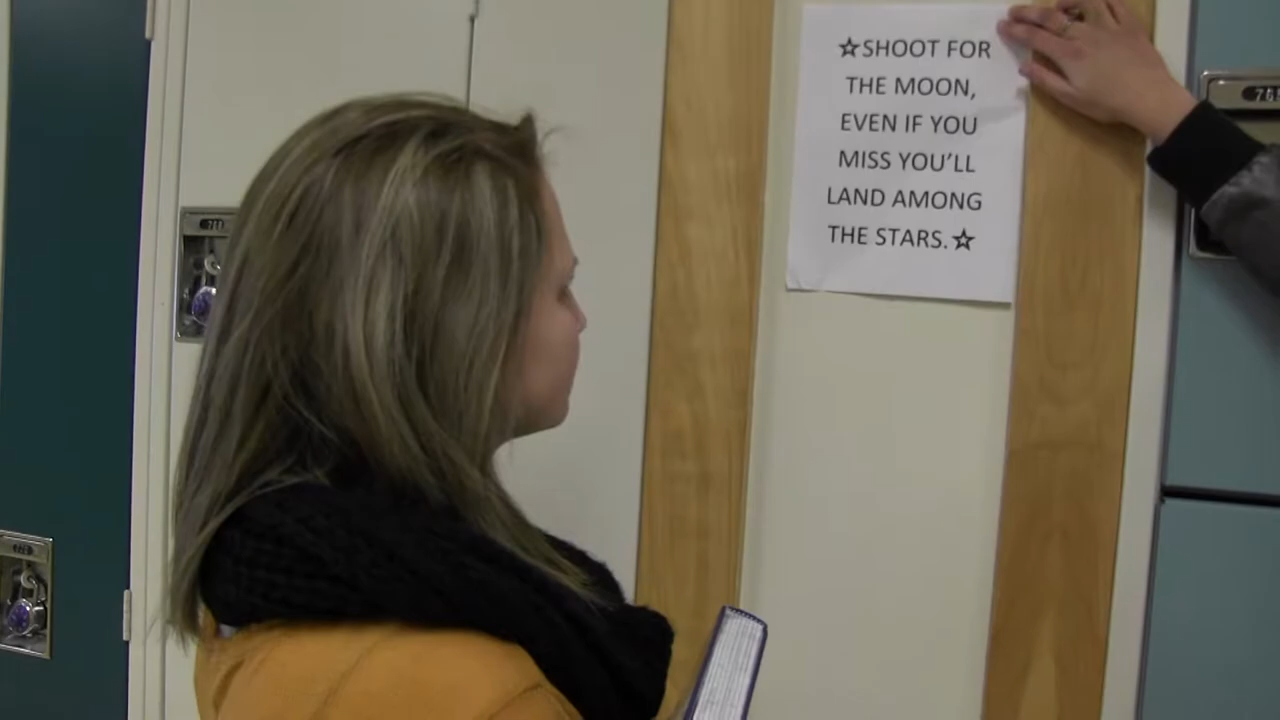 ☆SHOOT FOR
THE MOON,
EVEN IF YOU
MISS YOU'LL
LAND AMONG
THE STARS.☆